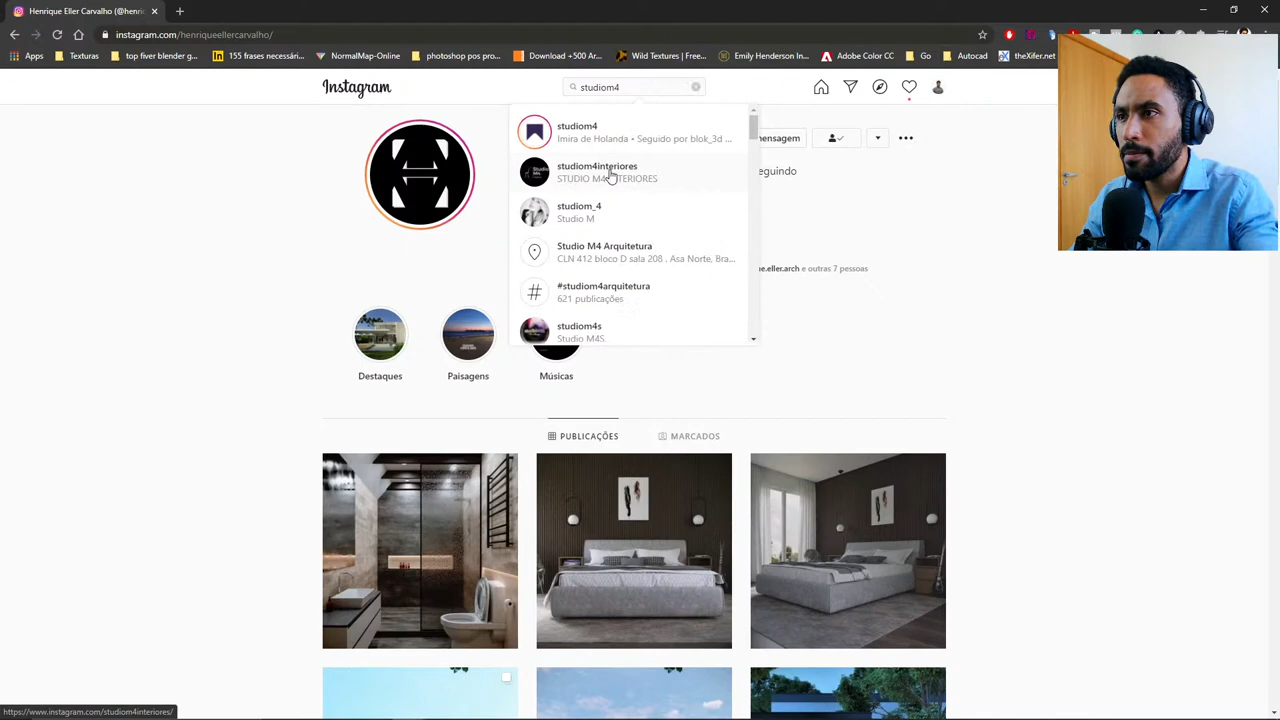 Henrique Eller Carvalho (@henri
instagram.com/henriqueellercarvalho/
Apps
Texturas
top fiver blender gi...
155 frases necessári...
NormalMap-Online
photoshop pos pro...
Download +500 Ar...
Wild Textures | Free...
Emily Henderson In...
Adobe Color CC
Go
Autocad
theXifer.net
Instagram
studiom4
studiom4
Imira de Holanda • Seguido por blok_3d ...
studiom4interiores
STUDIO M4 INTERIORES
studiom_4
Studio M
Studio M4 Arquitetura
CLN 412 bloco D sala 208 . Asa Norte, Bra...
#studiom4arquitetura
621 publicações
studiom4s
Studio M4S.
mensagem
eguindo
ue.eller.arch e outras 7 pessoas
Destaques
Paisagens
Músicas
PUBLICAÇÕES
MARCADOS
https://www.instagram.com/studiom4interiores/